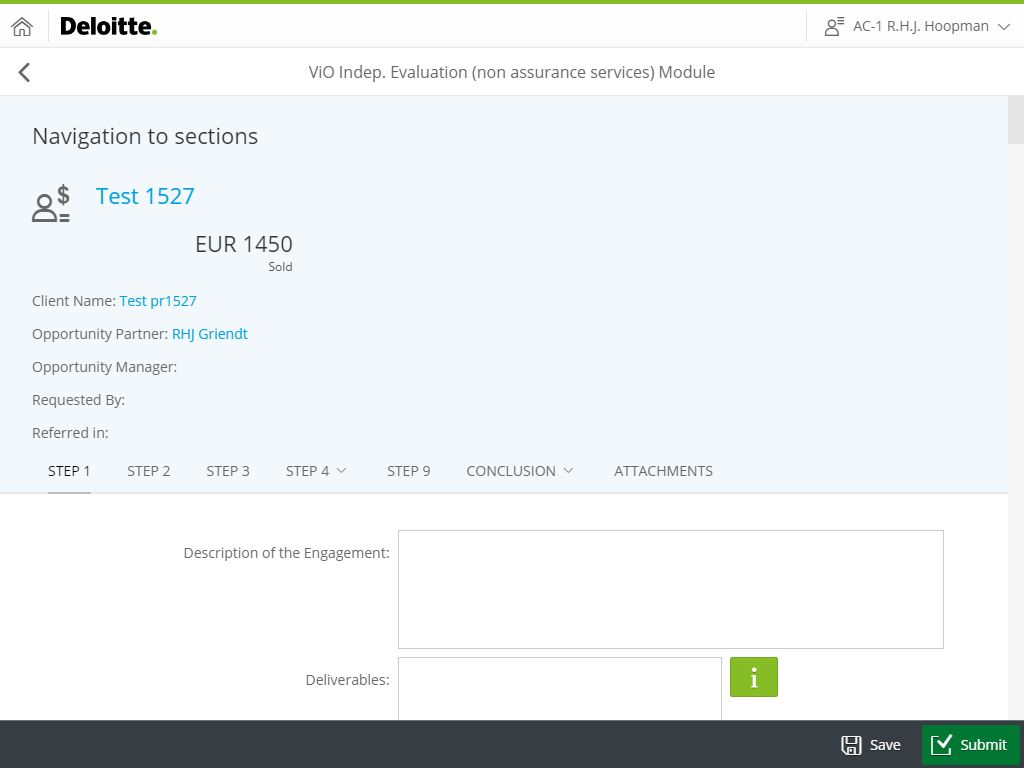 Deloitte.
AC-1 R.H.J. Hoopman
ViO Indep. Evaluation (non assurance services) Module
Navigation to sections
Test 1527
EUR 1450
Sold
Client Name: Test pr1527
Opportunity Partner: RHJ Griendt
Opportunity Manager:
Requested By:
Referred in:
STEP 1 STEP 2 STEP 3 STEP 4 STEP 9 CONCLUSION ATTACHMENTS
Description of the Engagement:
Deliverables:
i
Save Submit